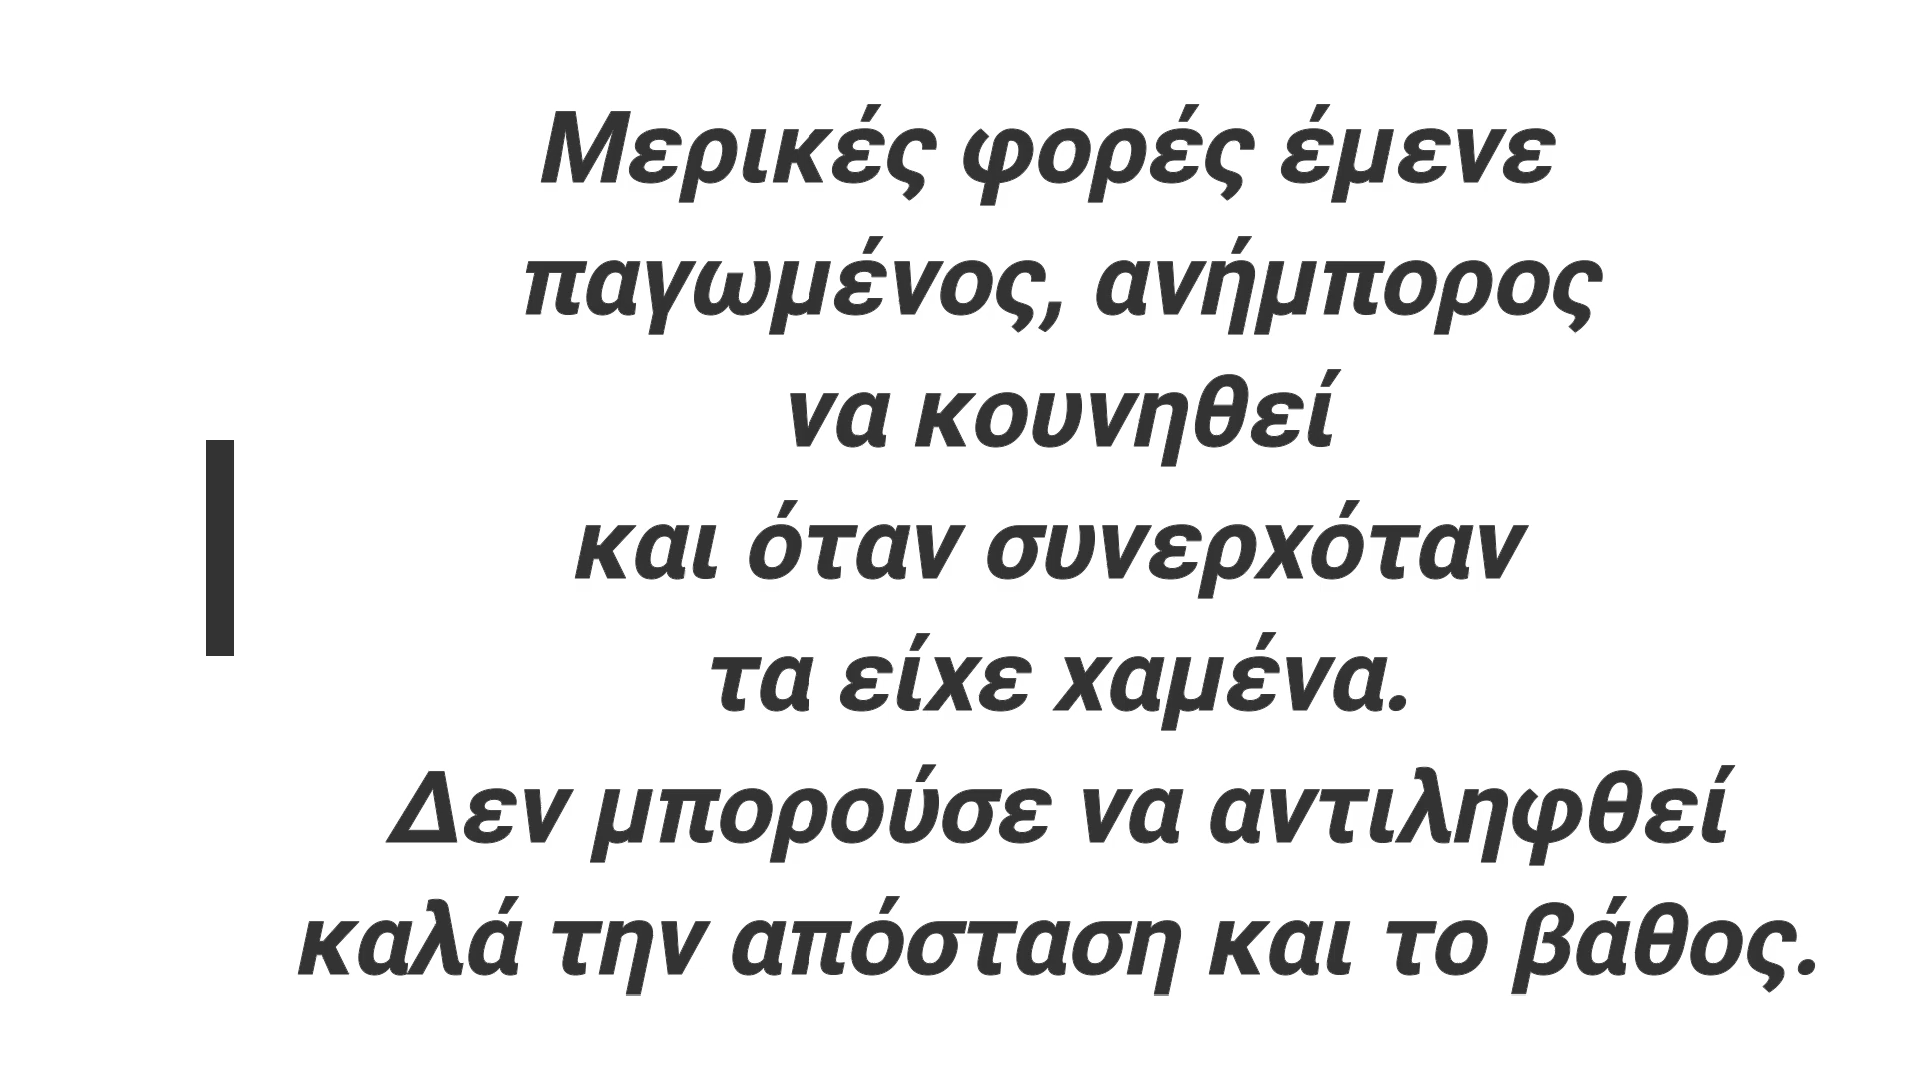 Μερικές φορές έμενε
παγωμένος, ανήμπορος
να κουνηθεί
και όταν συνερχόταν
τα είχε χαμένα.
Δεν μπορούσε να αντιληφθεί
καλά την απόσταση και το βάθος.